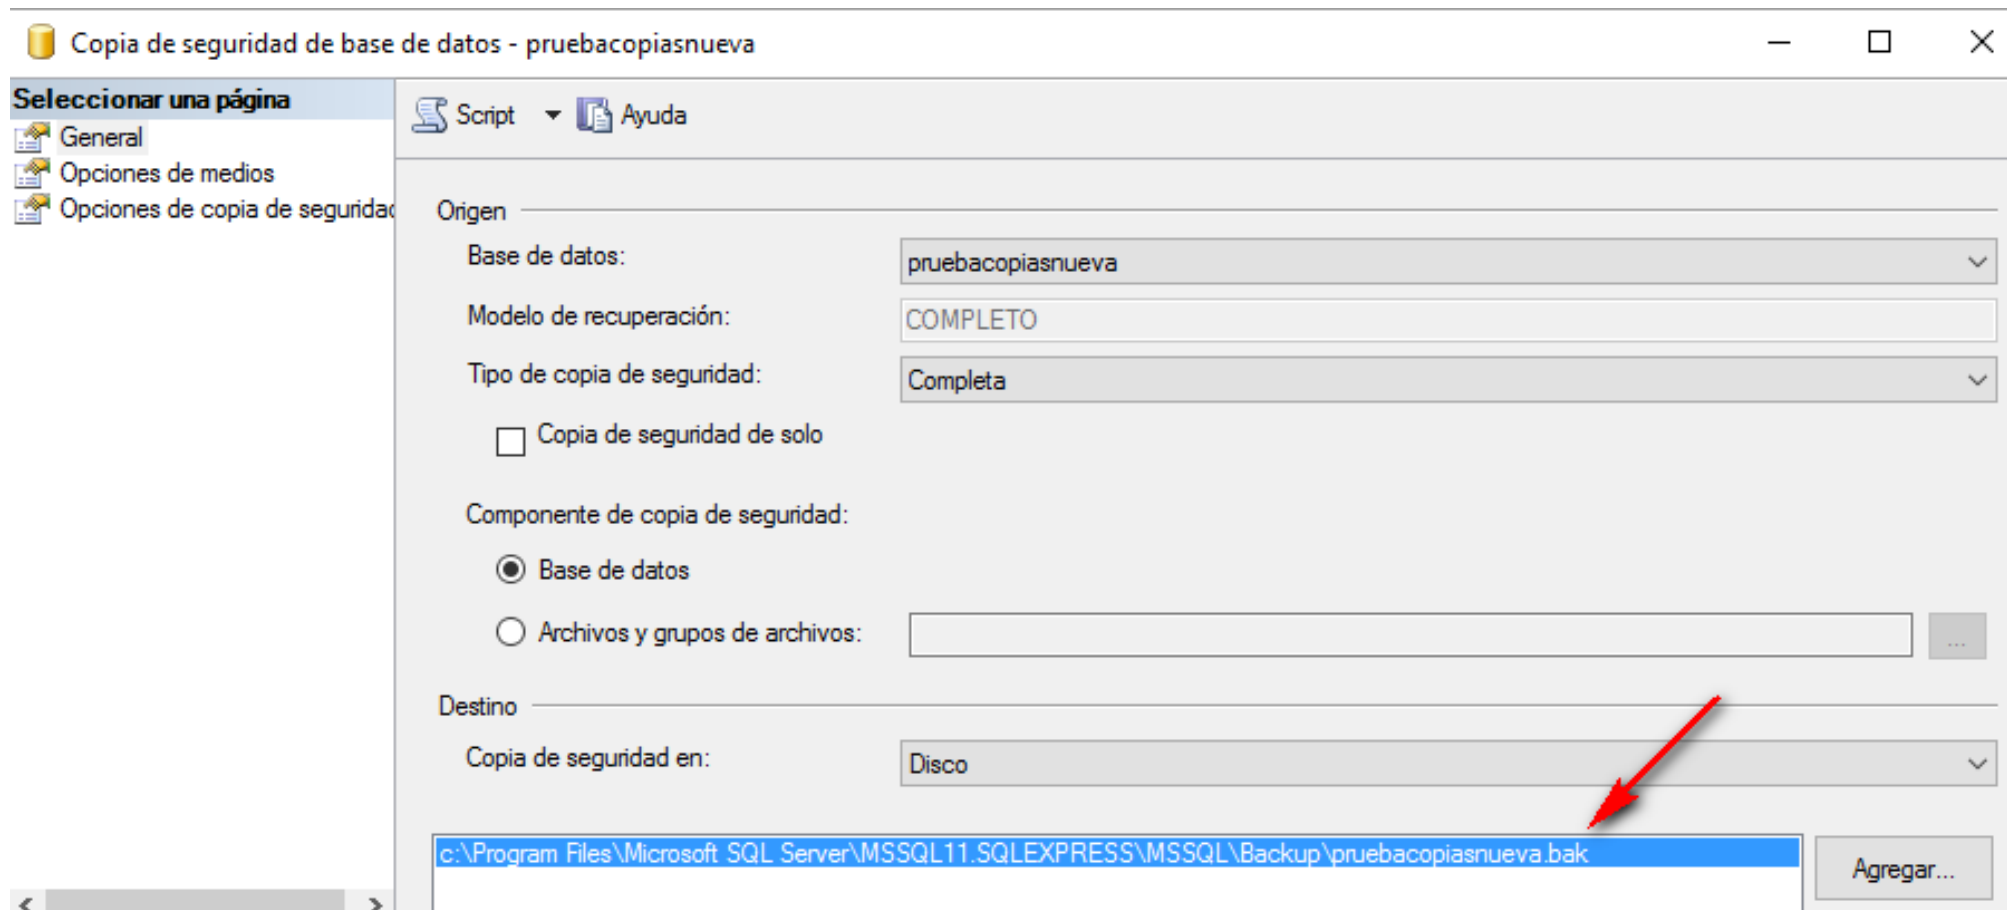 Copia de seguridad de base de datos - pruebacopiasnueva
Seleccionar una página
General
Opciones de medios
Opciones de copia de seguridad
Script
Ayuda
Origen
Base de datos:
pruebacopiasnueva
Modelo de recuperación:
COMPLETO
Tipo de copia de seguridad:
Completa
Copia de seguridad de solo
Componente de copia de seguridad:
Base de datos
Archivos y grupos de archivos:
...
Destino
Copia de seguridad en:
Disco
c:\Program Files\Microsoft SQL Server\MSSQL11.SQLEXPRESS\MSSQL\Backup\pruebacopiasnueva.bak
Agregar...